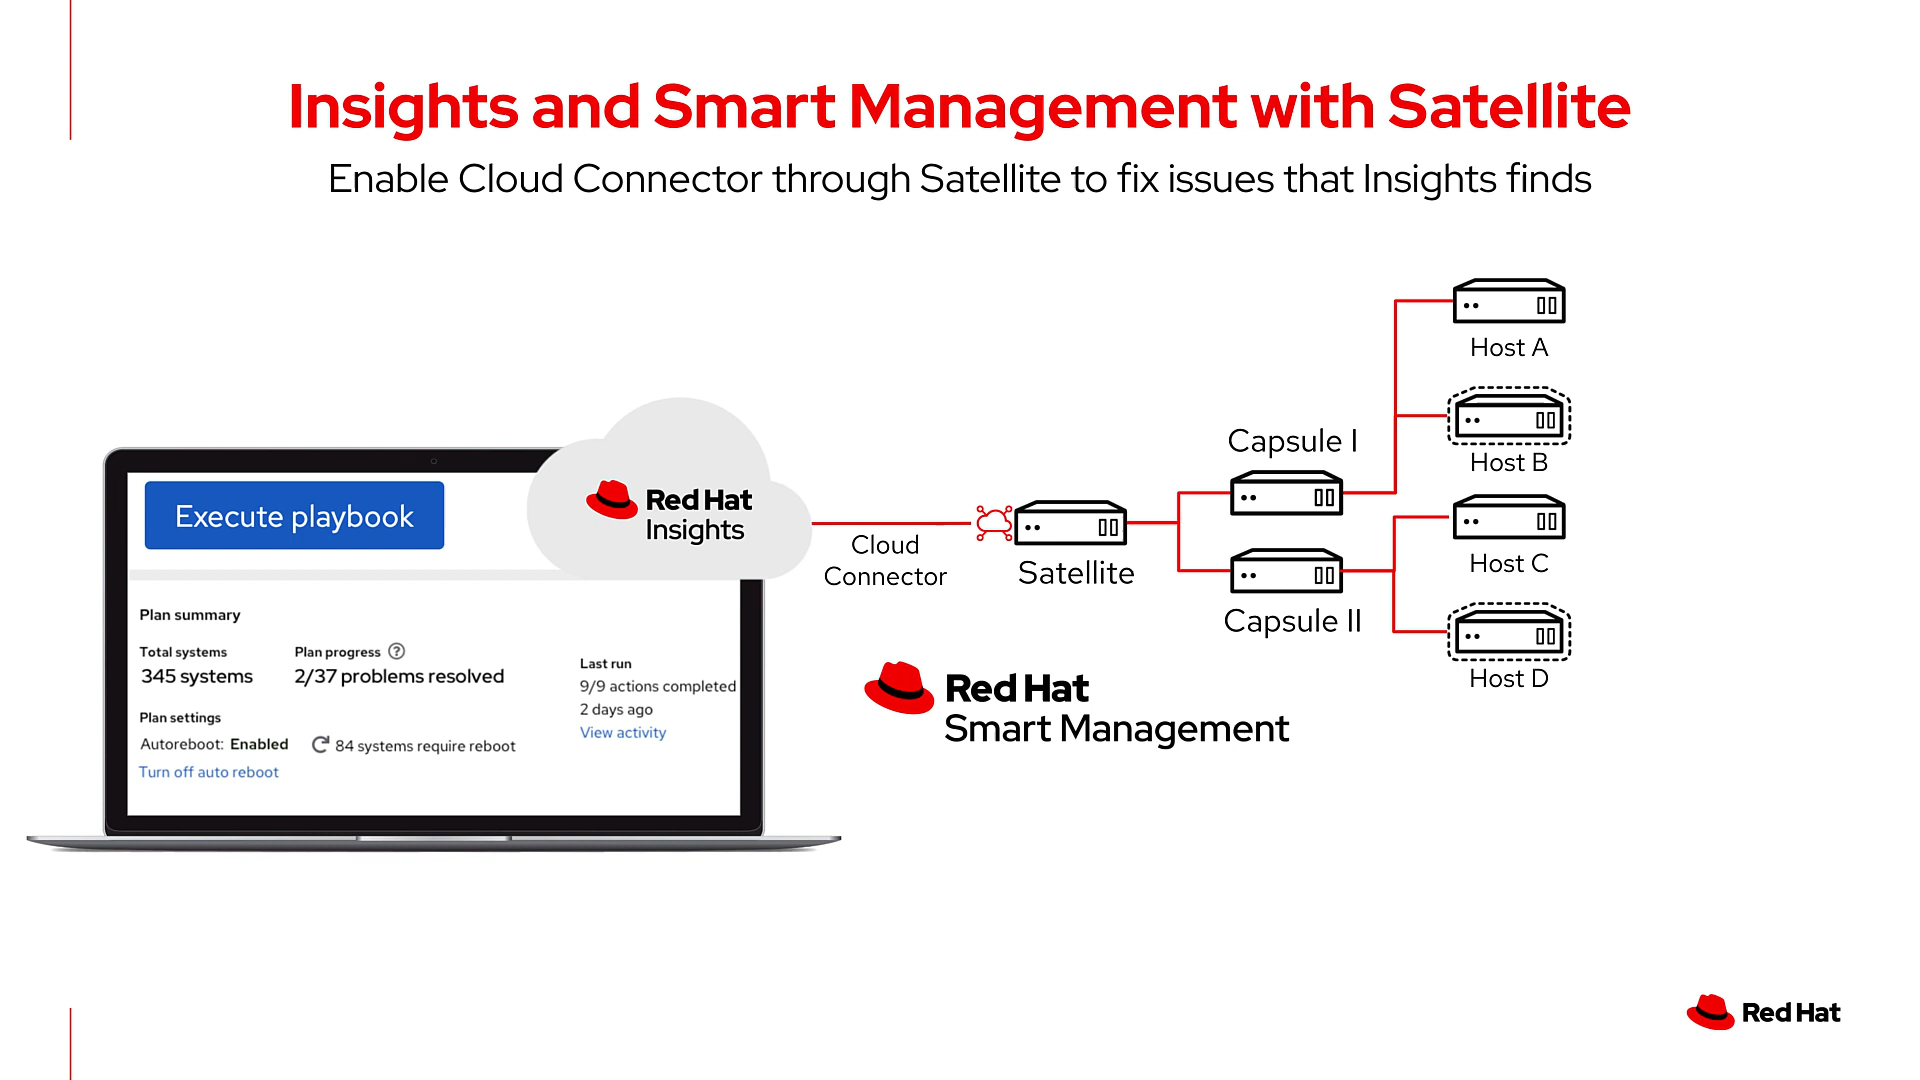 Insights and Smart Management with Satellite
Enable Cloud Connector through Satellite to fix issues that Insights finds
Execute playbook
Plan summary
Total systems
345 systems
Plan progress ?
2/37 problems resolved
Last run
9/9 actions completed
2 days ago
View activity
Plan settings
Autoreboot: Enabled
84 systems require reboot
Turn off auto reboot
Red Hat
Insights
Cloud
Connector
Satellite
Capsule I
Capsule II
Host A
Host B
Host C
Host D
Red Hat
Smart Management
Red Hat